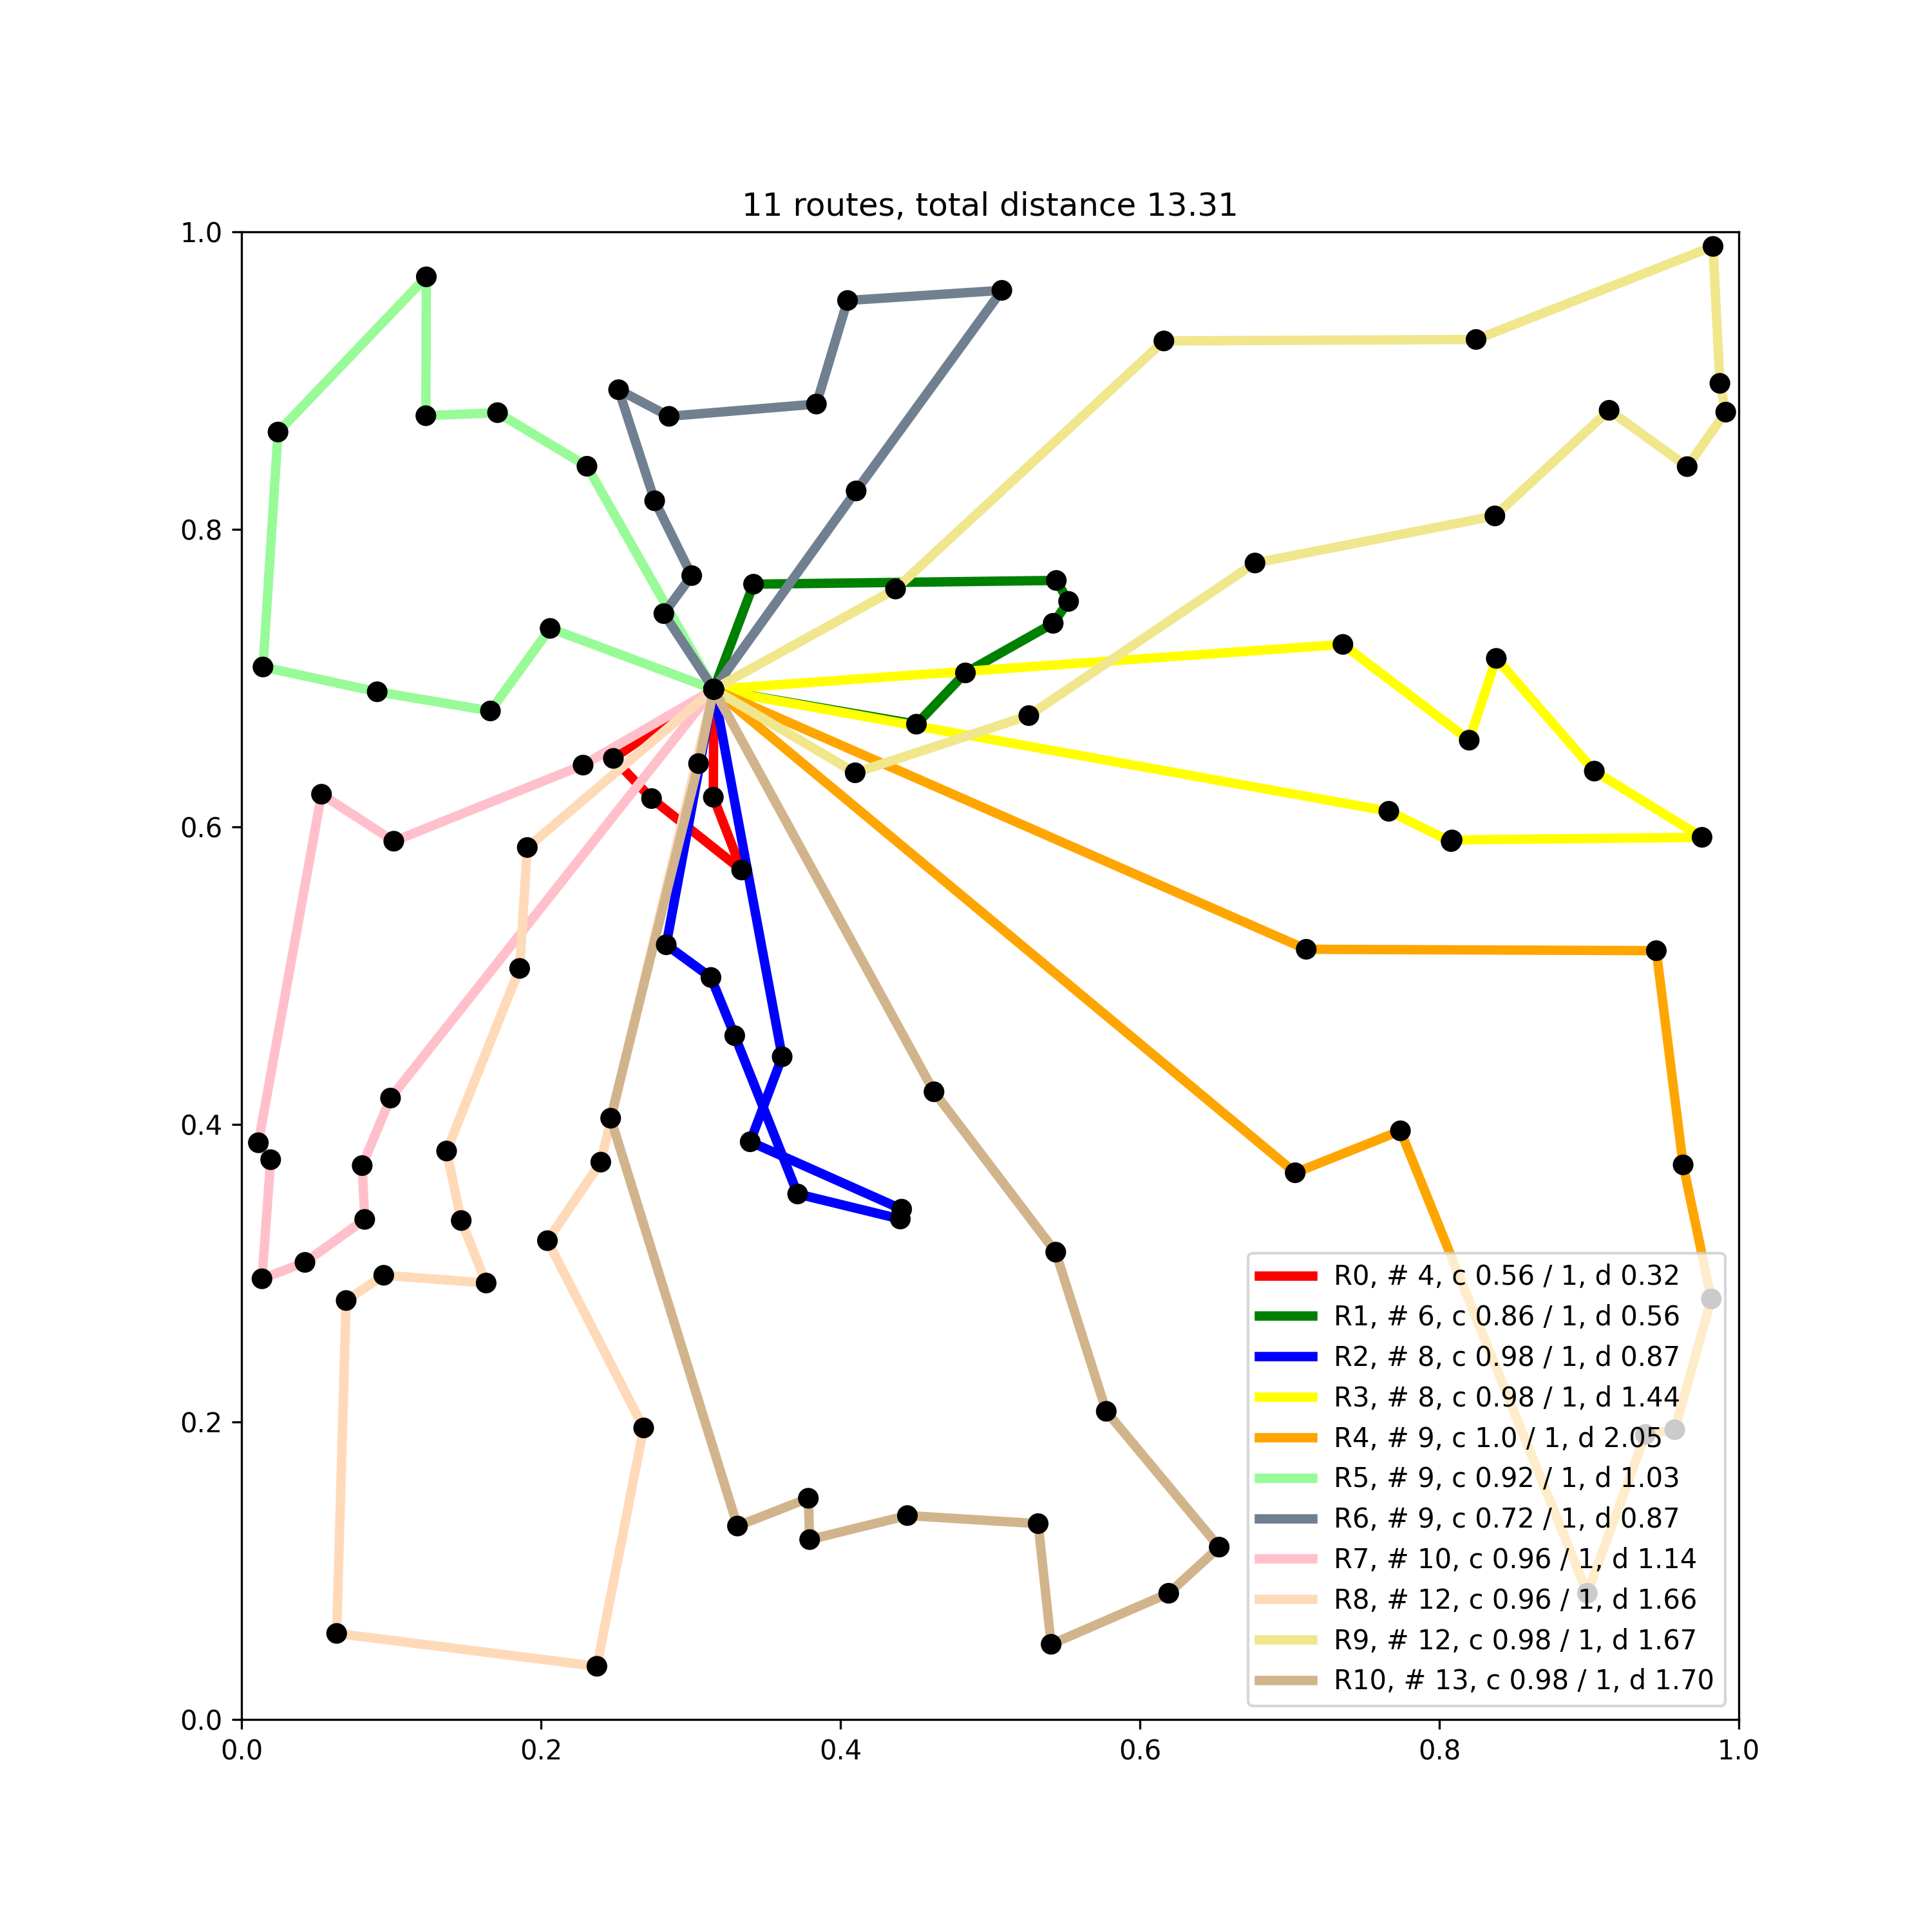 11 routes, total distance 13.31
1.0
0.8
0.6
0.4
0.2
0.0
R0, # 4, c 0.56 / 1, d 0.32
R1, # 6, c 0.86 / 1, d 0.56
R2, # 8, c 0.98 / 1, d 0.87
R3, # 8, c 0.98 / 1, d 1.44
R4, # 9, c 1.0 / 1, d 2.05
R5, # 9, c 0.92 / 1, d 1.03
R6, # 9, c 0.72 / 1, d 0.87
R7, # 10, c 0.96 / 1, d 1.14
R8, # 12, c 0.96 / 1, d 1.66
R9, # 12, c 0.98 / 1, d 1.67
R10, # 13, c 0.98 / 1, d 1.70
0.0 0.2 0.4 0.6 0.8 1.0